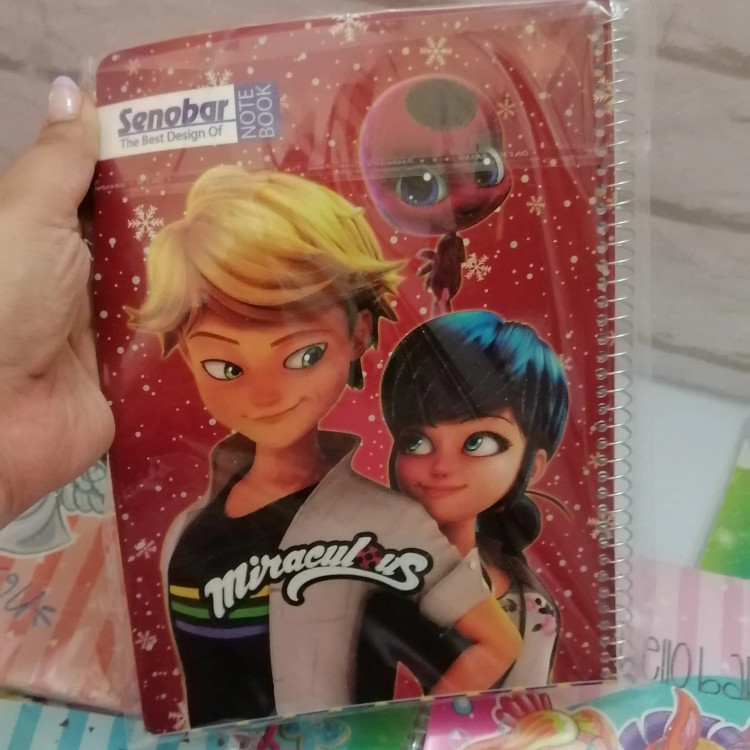 Senobar
The Best Design Of
NOTE
BOOK
Miraculous